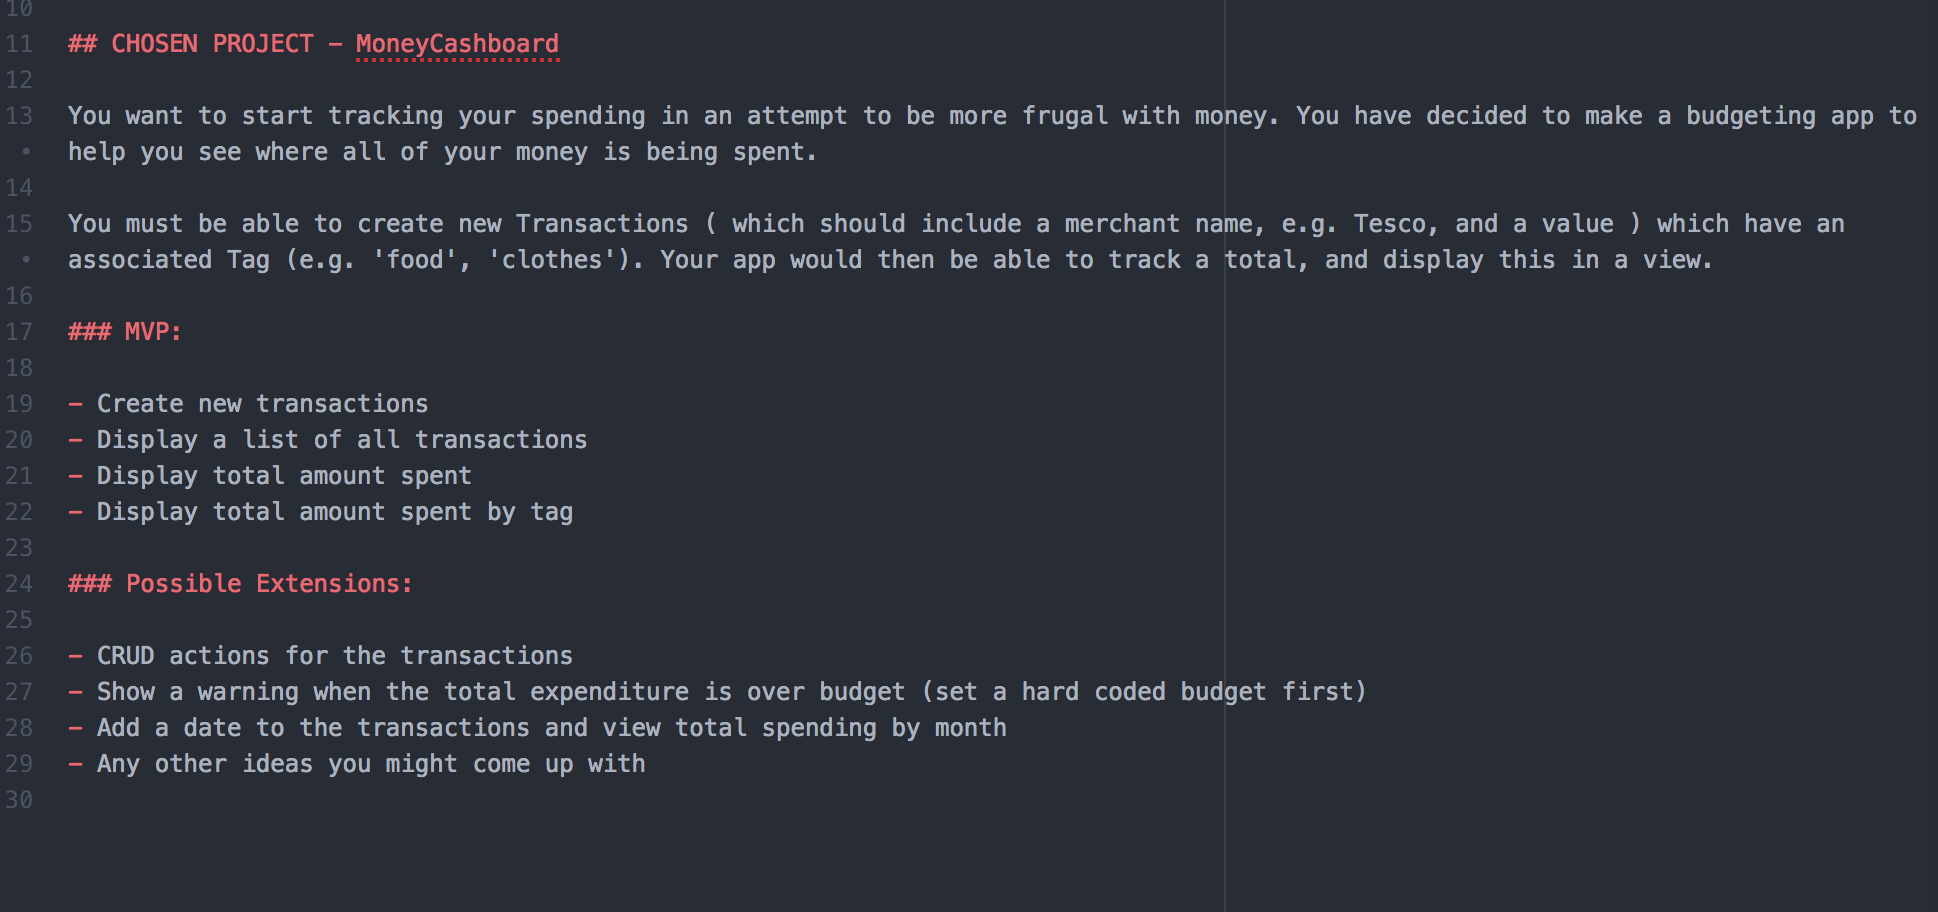 10
11 ## CHOSEN PROJECT - MoneyCashboard
12
13 You want to start tracking your spending in an attempt to be more frugal with money. You have decided to make a budgeting app to
• help you see where all of your money is being spent.
14
15 You must be able to create new Transactions ( which should include a merchant name, e.g. Tesco, and a value ) which have an
• associated Tag (e.g. 'food', 'clothes'). Your app would then be able to track a total, and display this in a view.
16
17 ### MVP:
18
19 - Create new transactions
20 - Display a list of all transactions
21 - Display total amount spent
22 - Display total amount spent by tag
23
24 ### Possible Extensions:
25
26 - CRUD actions for the transactions
27 - Show a warning when the total expenditure is over budget (set a hard coded budget first)
28 - Add a date to the transactions and view total spending by month
29 - Any other ideas you might come up with
30